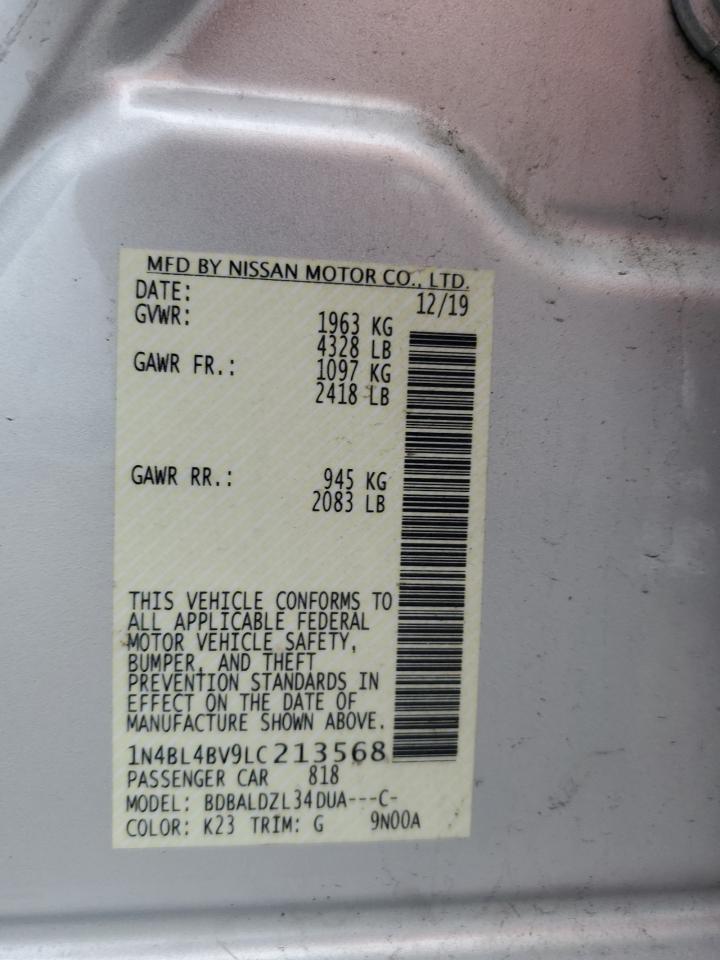 MFD BY NISSAN MOTOR CO., LTD.
DATE: 12/19
GVWR: 1963 KG
4328 LB
GAWR FR.: 1097 KG
2418 LB
GAWR RR.: 945 KG
2083 LB
THIS VEHICLE CONFORMS TO
ALL APPLICABLE FEDERAL
MOTOR VEHICLE SAFETY,
BUMPER, AND THEFT
PREVENTION STANDARDS IN
EFFECT ON THE DATE OF
MANUFACTURE SHOWN ABOVE.
1N4BL4BV9LC213568
PASSENGER CAR 818
MODEL: BDBALDZL34DUA---C-
COLOR: K23 TRIM: G 9N00A